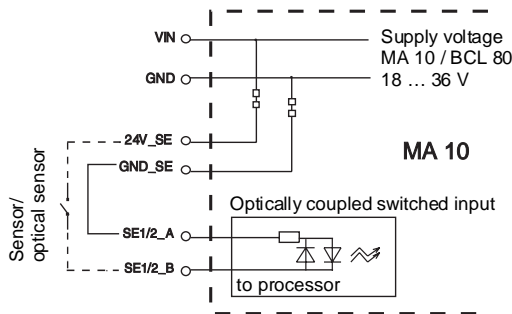 VIN
Supply voltage
MA 10 / BCL 80
GND
18 … 36 V
24V_SE
GND_SE
MA 10
Sensor/
optical sensor
Optically coupled switched input
SE1/2_A
SE1/2_B
to processor